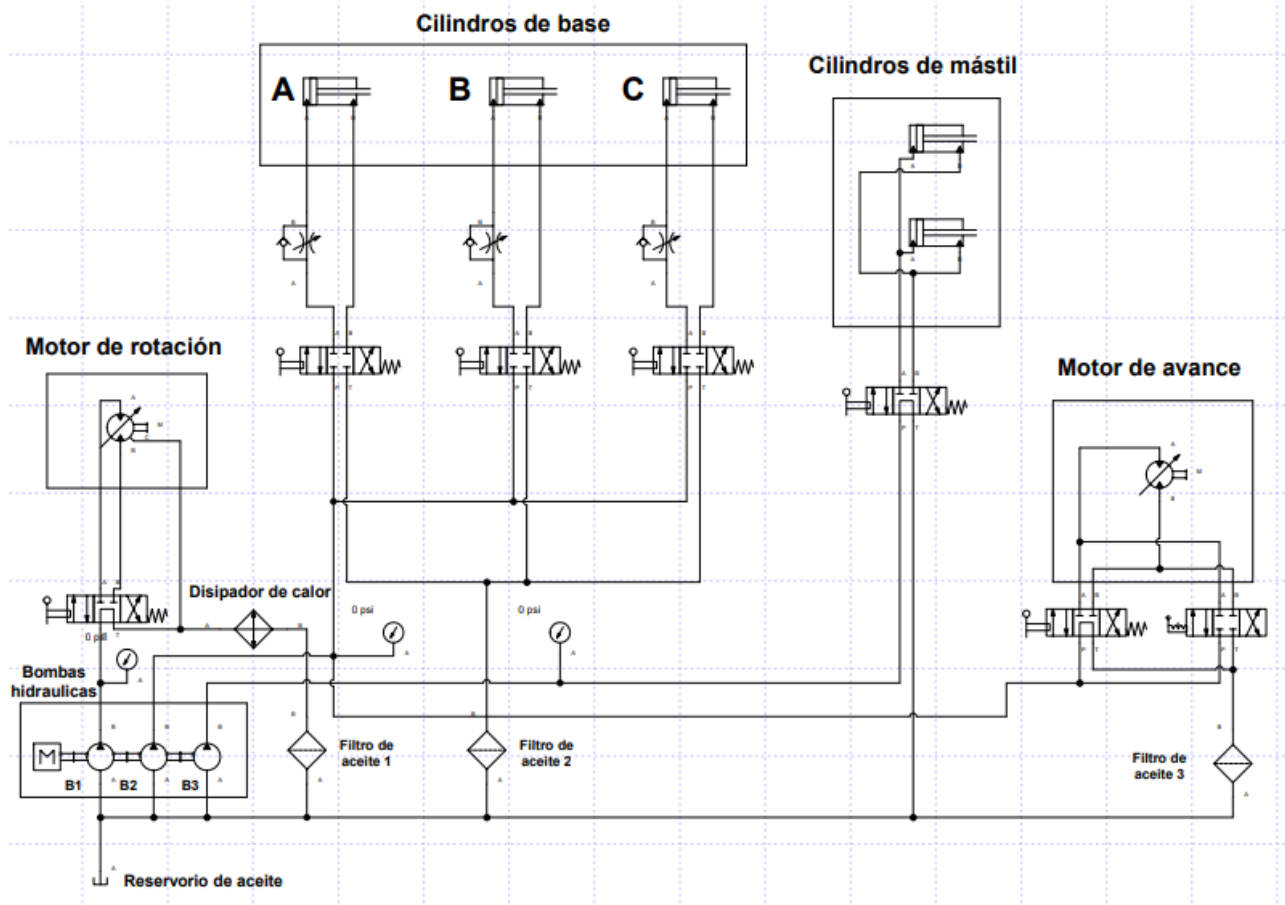 Cilindros de base
Cilindros de mástil
A
B
C
A
B
A
B
A
B
A
B
A
B
B
B
B
A
A
A
Motor de rotación
Motor de avance
A
B
A
B
A
B
A
B
P
T
P
T
P
T
P
T
A
M
C
B
A
M
B
A
B
T
Disipador de calor
A
B
0 psi
0 psi
0 psi
A
A
A
A
B
A
B
P
T
P
T
Bombas
hidraulicas
B
B
B
M
A
A
A
B1
B2
B3
B
Filtro de
aceite 1
A
B
Filtro de
aceite 2
A
B
Filtro de
aceite 3
A
A
Reservorio de aceite